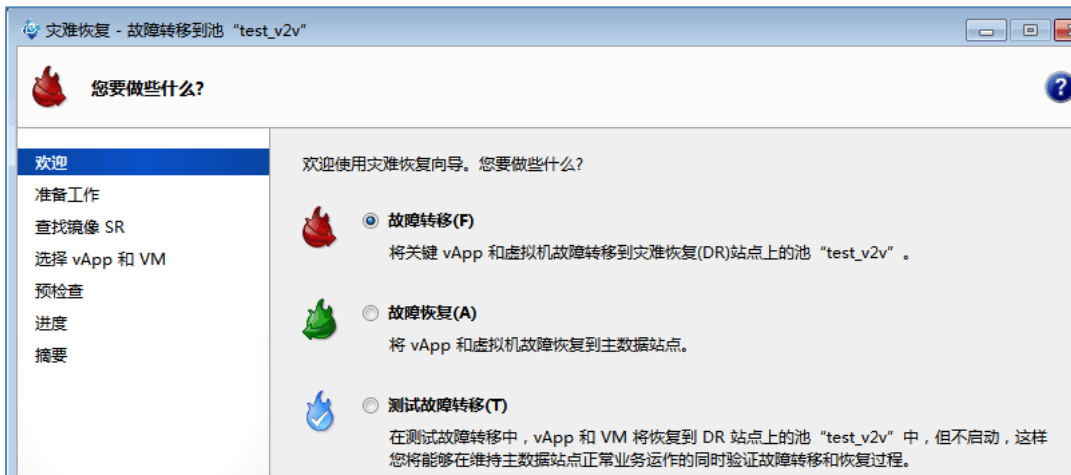 灾难恢复 - 故障转移到池“test_v2v”
您要做些什么?
?
欢迎
准备工作
查找镜像 SR
选择 vApp 和 VM
预检查
进度
摘要
欢迎使用灾难恢复向导。您要做些什么?
故障转移(F)
将关键 vApp 和虚拟机故障转移到灾难恢复(DR)站点上的池“test_v2v”。
故障恢复(A)
将 vApp 和虚拟机故障恢复到主数据站点。
测试故障转移(T)
在测试故障转移中，vApp 和 VM 将恢复到 DR 站点上的池“test_v2v”中，但不启动，这样
您将能够在维持主数据站点正常业务运作的同时验证故障转移和恢复过程。